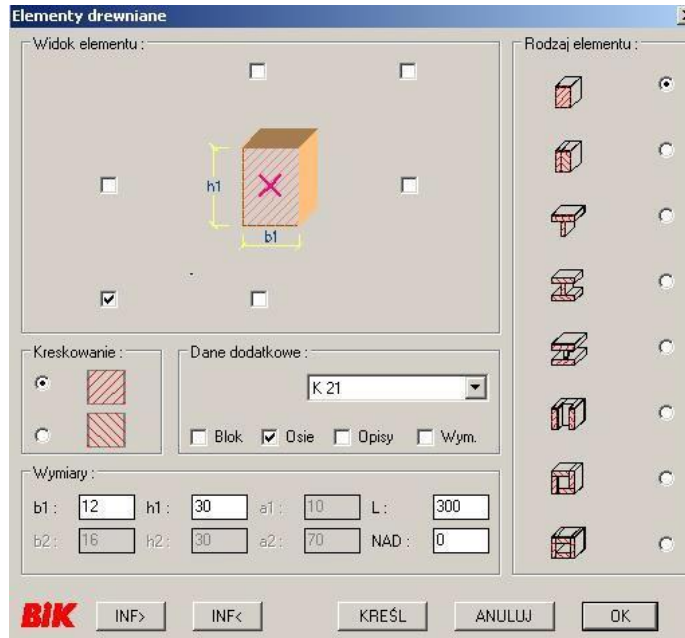 Elementy drewniane
Widok elementu :
h1
b1
Rodzaj elementu :
Kreskowanie :
Dane dodatkowe :
K 21
Blok Osie Opisy Wym.
Wymiary :
b1 : 12 h1 : 30 a1 : 10 L : 300
b2 : 16 h2 : 30 a2 : 70 NAD : 0
BiK INF> INF< KREŚL ANULUJ OK